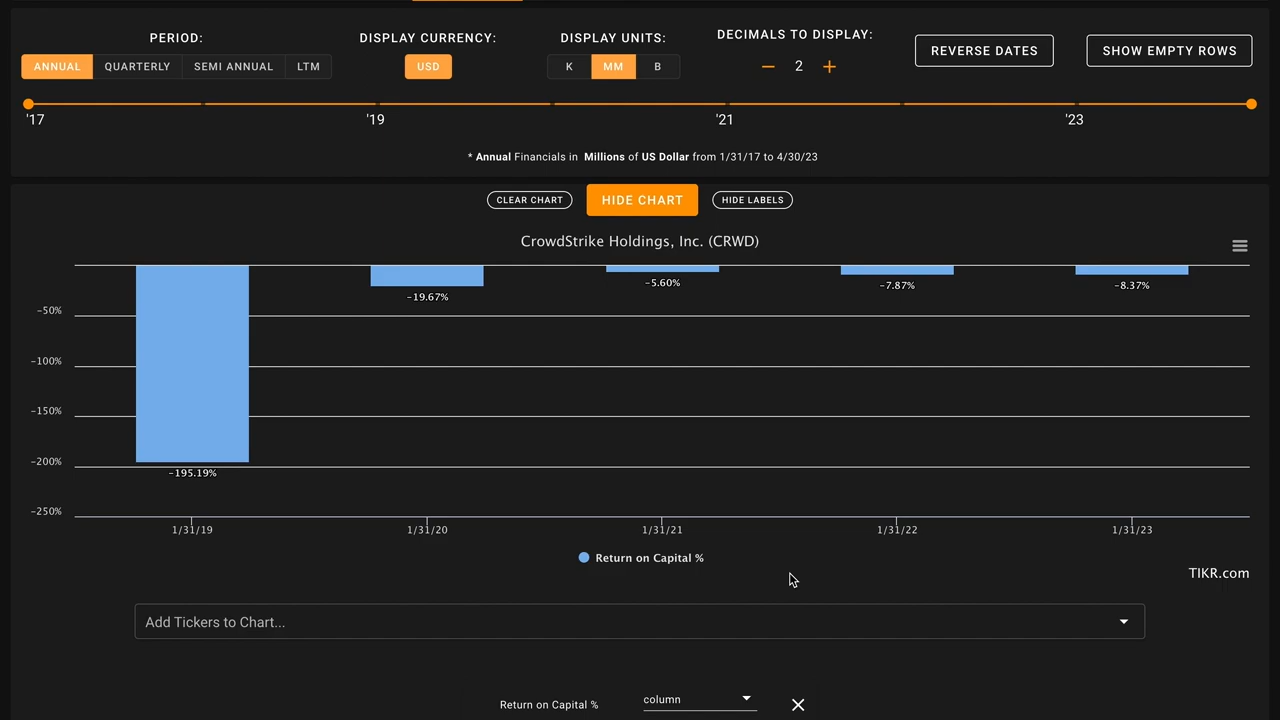 PERIOD:
DISPLAY CURRENCY:
DISPLAY UNITS:
DECIMALS TO DISPLAY:
ANNUAL QUARTERLY SEMI ANNUAL LTM
USD
K MM B
− 2 +
REVERSE DATES
SHOW EMPTY ROWS
'17 '19 '21 '23
* Annual Financials in Millions of US Dollar from 1/31/17 to 4/30/23
CLEAR CHART HIDE CHART HIDE LABELS
CrowdStrike Holdings, Inc. (CRWD)
-50%
-100%
-150%
-200%
-250%
-195.19%
-19.67%
-5.60%
-7.87%
-8.37%
1/31/19 1/31/20 1/31/21 1/31/22 1/31/23
Return on Capital %
TIKR.com
Add Tickers to Chart...
Return on Capital % column